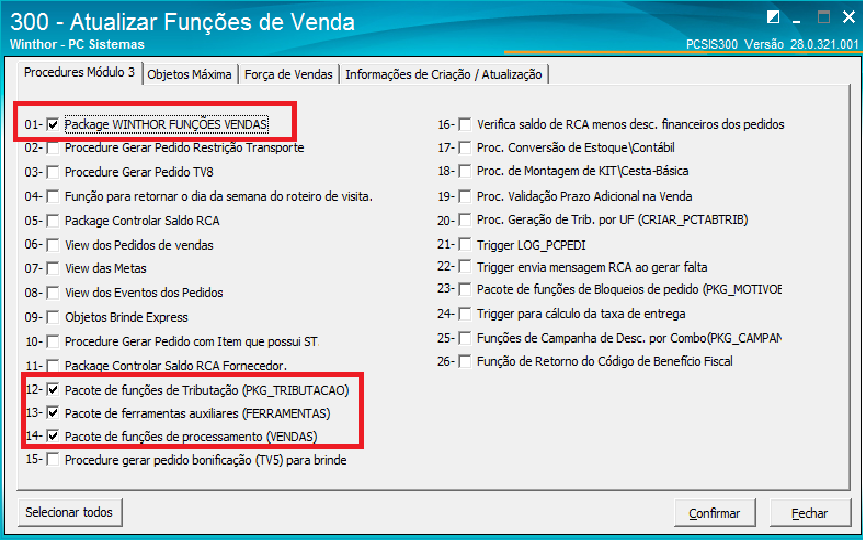 300 - Atualizar Funções de Venda
Winthor - PC Sistemas
PCSIS300 Versão 28.0.321.001
Procedures Módulo 3
Objetos Máxima
Força de Vendas
Informações de Criação / Atualização
01- Package WINTHOR FUNÇÕES VENDAS
02- Procedure Gerar Pedido Restrição Transporte
03- Procedure Gerar Pedido TV8
04- Função para retornar o dia da semana do roteiro de visita.
05- Package Controlar Saldo RCA
06- View dos Pedidos de vendas
07- View das Metas
08- View dos Eventos dos Pedidos
09- Objetos Brinde Express
10- Procedure Gerar Pedido com Item que possui ST
11- Package Controlar Saldo RCA Fornecedor.
12- Pacote de funções de Tributação (PKG_TRIBUTACAO)
13- Pacote de ferramentas auxiliares (FERRAMENTAS)
14- Pacote de funções de processamento (VENDAS)
15- Procedure gerar pedido bonificação (TV5) para brinde
16- Verifica saldo de RCA menos desc. financeiros dos pedidos
17- Proc. Conversão de Estoque\Contábil
18- Proc. de Montagem de KIT\Cesta-Básica
19- Proc. Validação Prazo Adicional na Venda
20- Proc. Geração de Trib. por UF (CRIAR_PCTABTRIB)
21- Trigger LOG_PCPEDI
22- Trigger envia mensagem RCA ao gerar falta
23- Pacote de funções de Bloqueios de pedido (PKG_MOTIVOE
24- Trigger para cálculo da taxa de entrega
25- Funções de Campanha de Desc. por Combo(PKG_CAMPAN
26- Função de Retorno do Código de Benefício Fiscal
Selecionar todos
Confirmar
Fechar